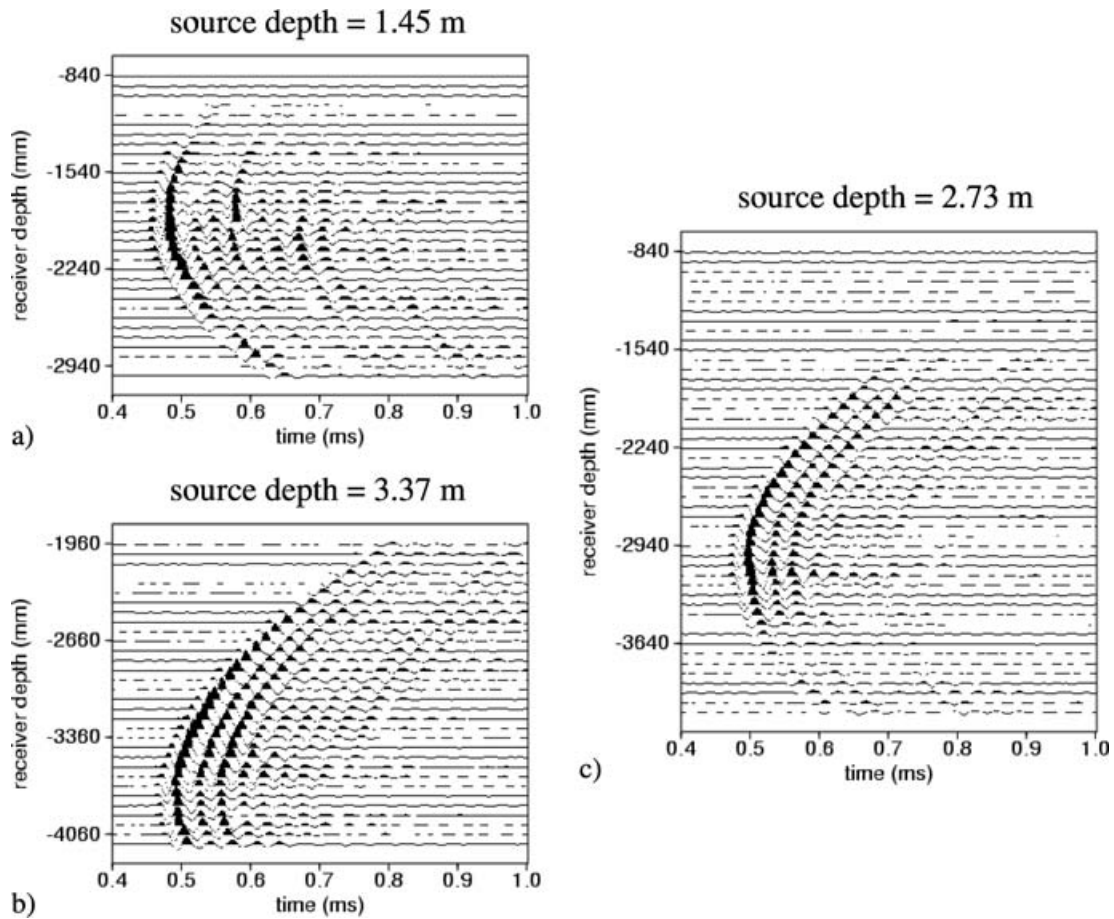 source depth = 1.45 m
-840
-1540
-2240
-2940
receiver depth (mm)
0.4 0.5 0.6 0.7 0.8 0.9 1.0
time (ms)
a)
source depth = 3.37 m
-1960
-2660
-3360
-4060
receiver depth (mm)
0.4 0.5 0.6 0.7 0.8 0.9 1.0
time (ms)
b)
source depth = 2.73 m
-840
-1540
-2240
-2940
-3640
receiver depth (mm)
0.4 0.5 0.6 0.7 0.8 0.9 1.0
time (ms)
c)